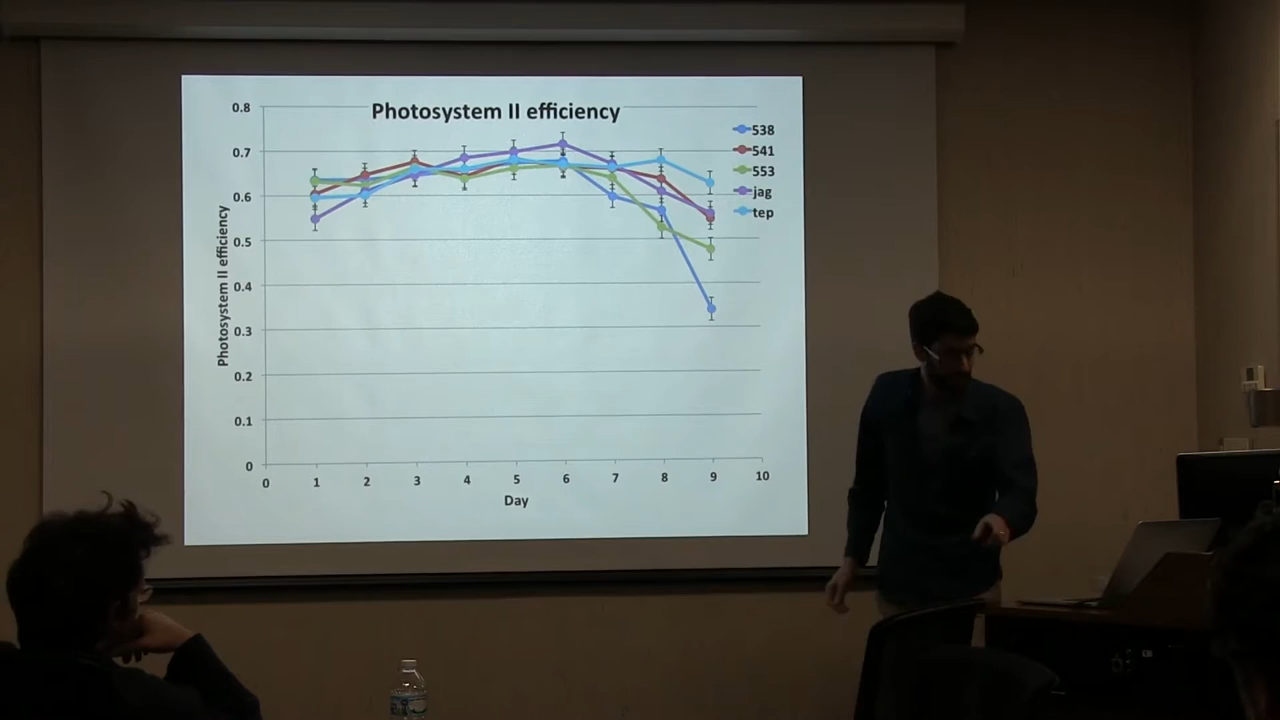 Photosystem II efficiency
Photosystem II efficiency
0.8
0.7
0.6
0.5
0.4
0.3
0.2
0.1
0
0 1 2 3 4 5 6 7 8 9 10
Day
538
541
553
jag
tep